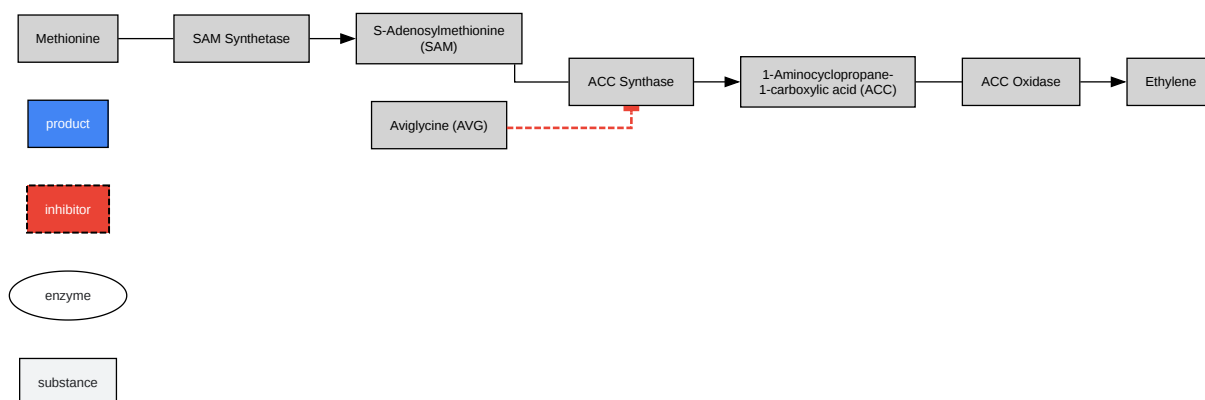 Methionine
SAM Synthetase
S-Adenosylmethionine
(SAM)
ACC Synthase
1-Aminocyclopropane-
1-carboxylic acid (ACC)
ACC Oxidase
Ethylene
Aviglycine (AVG)
product
inhibitor
enzyme
substance